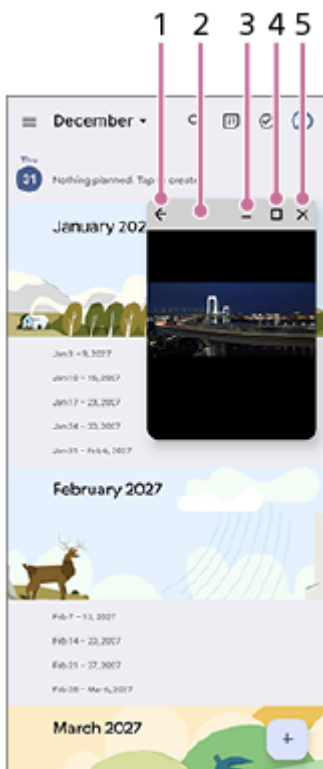 1 2 3 4 5
December
31
Thu
31
Nothing planned. Tap to create
January 202
Jan 3 – 9, 2027
Jan 10 – 16, 2027
Jan 17 – 23, 2027
Jan 24 – 30, 2027
Jan 31 – Feb 6, 2027
February 2027
Feb 7 – 13, 2027
Feb 14 – 20, 2027
Feb 21 – 27, 2027
Feb 28 – Mar 6, 2027
March 2027
+